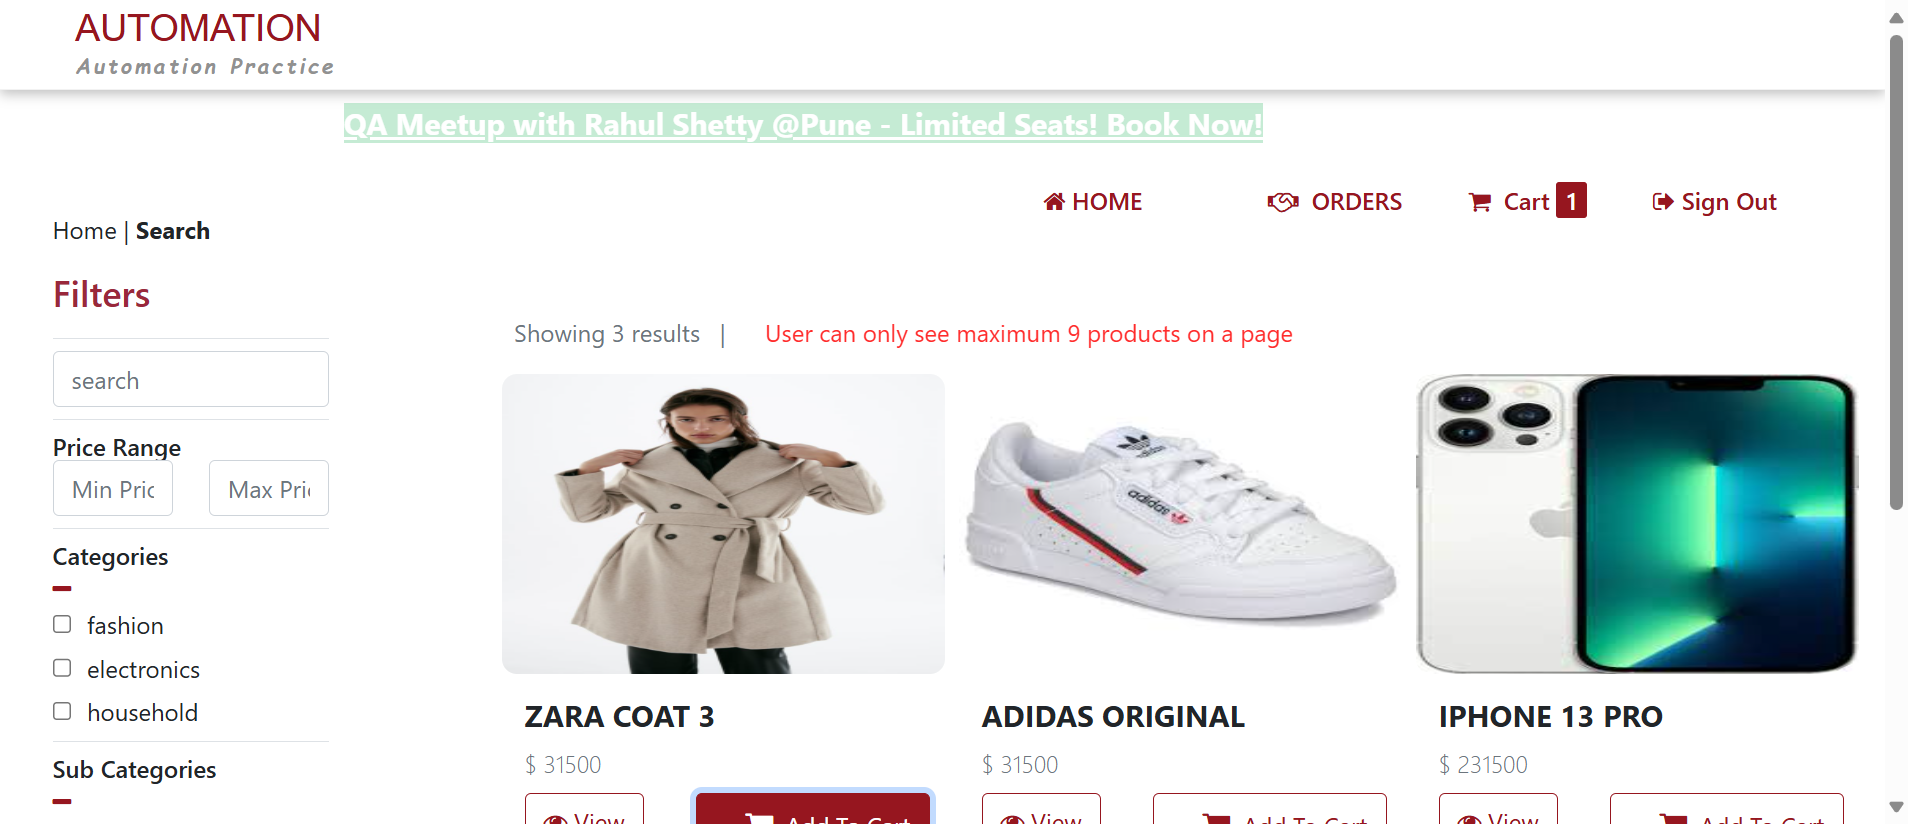 AUTOMATION
Automation Practice
QA Meetup with Rahul Shetty @Pune - Limited Seats! Book Now!
HOME ORDERS Cart 1 Sign Out
Home | Search
Filters
Showing 3 results | User can only see maximum 9 products on a page
search
Price Range
Min Pric Max Pri
Categories
fashion
electronics
household
Sub Categories
adidas
adidas
ZARA COAT 3 ADIDAS ORIGINAL IPHONE 13 PRO
$ 31500 $ 31500 $ 231500
View Add To Cart View Add To Cart View Add To Cart